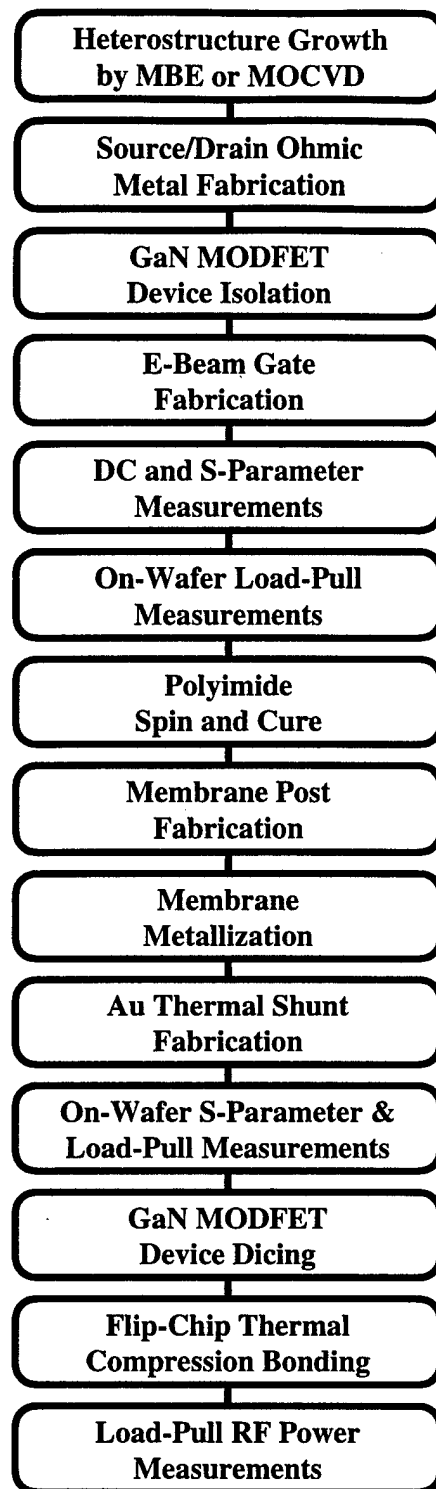 Heterostructure Growth
by MBE or MOCVD
Source/Drain Ohmic
Metal Fabrication
GaN MODFET
Device Isolation
E-Beam Gate
Fabrication
DC and S-Parameter
Measurements
On-Wafer Load-Pull
Measurements
Polyimide
Spin and Cure
Membrane Post
Fabrication
Membrane
Metallization
Au Thermal Shunt
Fabrication
On-Wafer S-Parameter &
Load-Pull Measurements
GaN MODFET
Device Dicing
Flip-Chip Thermal
Compression Bonding
Load-Pull RF Power
Measurements